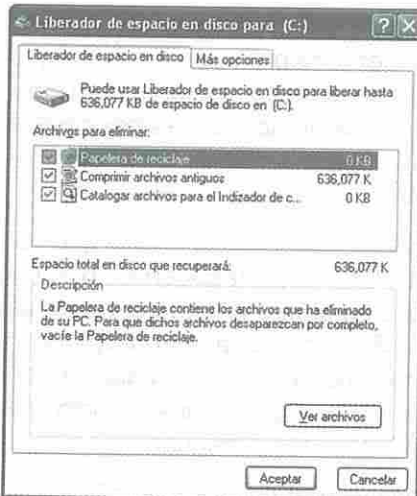 Liberador de espacio en disco para (C:)
Liberador de espacio en disco Más opciones
Puede usar Liberador de espacio en disco para liberar hasta
636,077 KB de espacio de disco en (C:).
Archivos para eliminar:
Papelera de reciclaje 0 KB
Comprimir archivos antiguos 636,077 K
Catalogar archivos para el Indizador de c... 0 KB
Espacio total en disco que recuperará: 636,077 K
Descripción
La Papelera de reciclaje contiene los archivos que ha eliminado
de su PC. Para que dichos archivos desaparezcan por completo,
vacíe la Papelera de reciclaje.
Ver archivos
Aceptar Cancelar